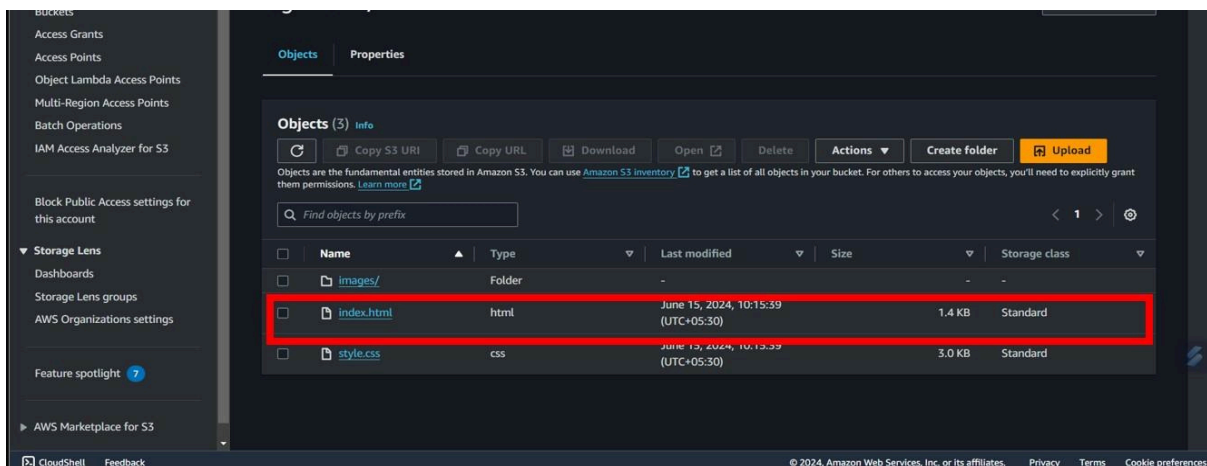 Buckets
Access Grants
Access Points
Object Lambda Access Points
Multi-Region Access Points
Batch Operations
IAM Access Analyzer for S3
Block Public Access settings for
this account
Storage Lens
Dashboards
Storage Lens groups
AWS Organizations settings
Feature spotlight 7
AWS Marketplace for S3
Objects Properties
Objects (3) Info
Copy S3 URI Copy URL Download Open Delete Actions Create folder Upload
Objects are the fundamental entities stored in Amazon S3. You can use Amazon S3 inventory to get a list of all objects in your bucket. For others to access your objects, you'll need to explicitly grant
them permissions. Learn more
Find objects by prefix
1
Name Type Last modified Size Storage class
images/ Folder - - -
index.html html June 15, 2024, 10:15:39
(UTC+05:30) 1.4 KB Standard
style.css css June 15, 2024, 10:15:39
(UTC+05:30) 3.0 KB Standard
CloudShell Feedback © 2024, Amazon Web Services, Inc. or its affiliates. Privacy Terms Cookie preferences